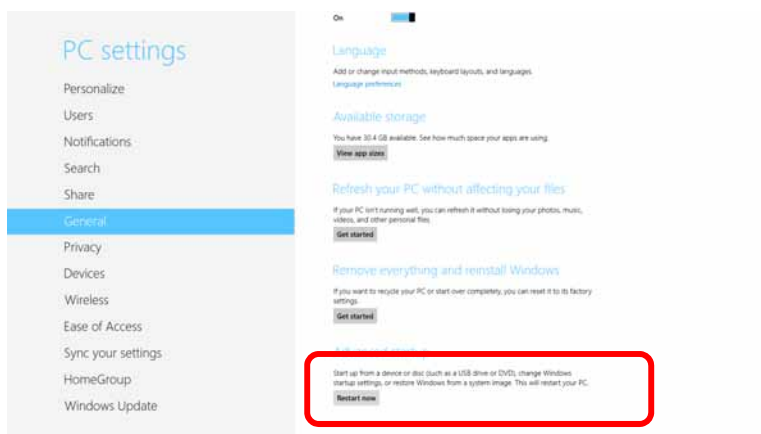 On
PC settings
Personalize
Users
Notifications
Search
Share
General
Privacy
Devices
Wireless
Ease of Access
Sync your settings
HomeGroup
Windows Update
Language
Add or change input methods, keyboard layouts, and languages.
Language preferences
Available storage
You have 30.4 GB available. See how much space your apps are using.
View app sizes
Refresh your PC without affecting your files
If your PC isn't running well, you can refresh it without losing your photos, music,
videos, and other personal files.
Get started
Remove everything and reinstall Windows
If you want to recycle your PC or start over completely, you can reset it to its factory
settings.
Get started
Advanced startup
Start up from a device or disc (such as a USB drive or DVD), change Windows
startup settings, or restore Windows from a system image. This will restart your PC.
Restart now